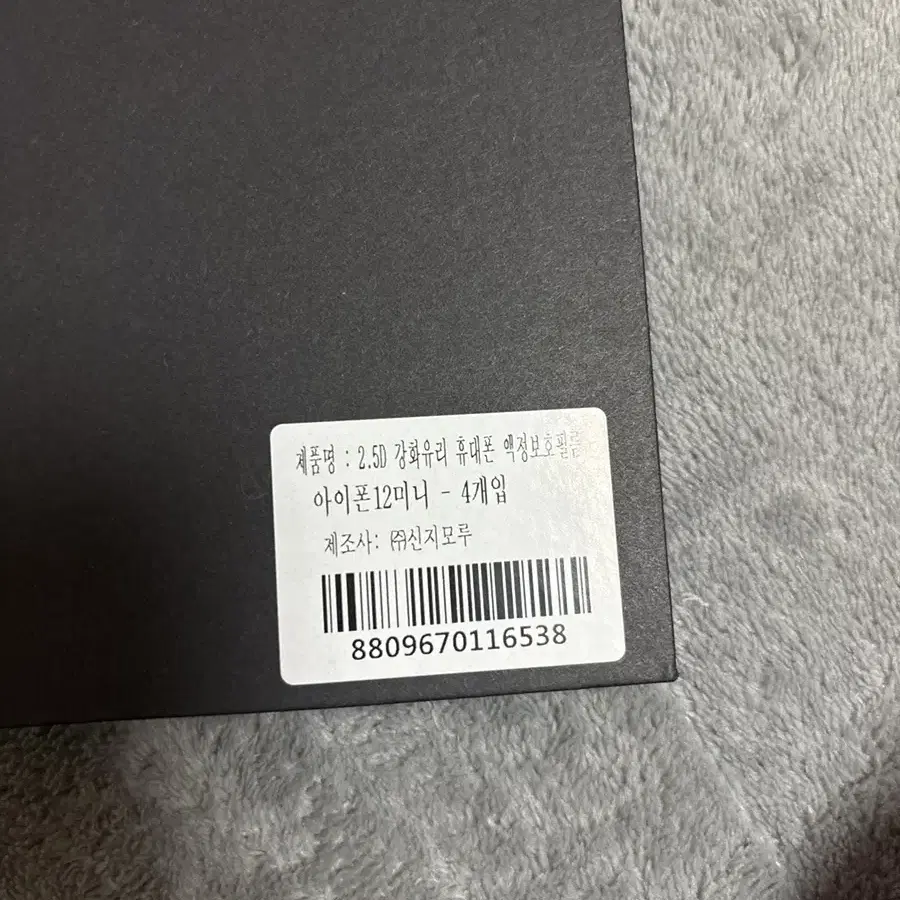 제품명 : 2.5D 강화유리 휴대폰 액정보호필름
아이폰12미니 - 4개입
제조사: ㈜신지모루
8809670116538